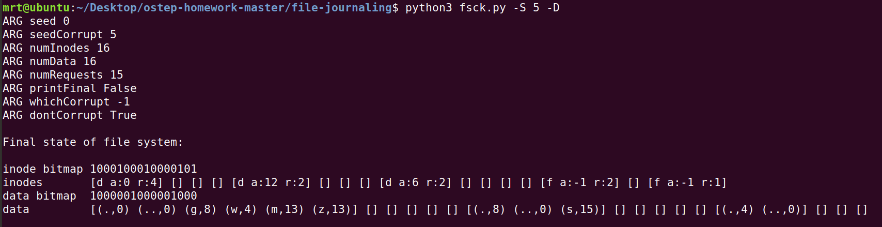 mrt@ubuntu:~/Desktop/ostep-homework-master/file-journaling$ python3 fsck.py -S 5 -D
ARG seed 0
ARG seedCorrupt 5
ARG numInodes 16
ARG numData 16
ARG numRequests 15
ARG printFinal False
ARG whichCorrupt -1
ARG dontCorrupt True
Final state of file system:
inode bitmap 1000100010000101
inodes [d a:0 r:4] [] [] [] [d a:12 r:2] [] [] [] [d a:6 r:2] [] [] [] [] [f a:-1 r:2] [] [f a:-1 r:1]
data bitmap 1000001000001000
data [(.,0) (..,0) (g,8) (w,4) (m,13) (z,13)] [] [] [] [] [] [(.,8) (..,0) (s,15)] [] [] [] [] [] [(.,4) (..,0)] [] [] []